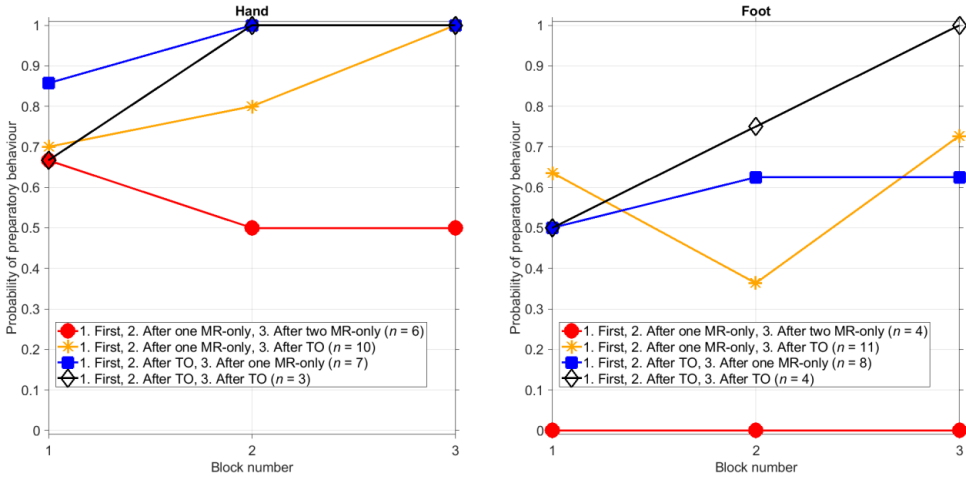 Hand
1
0.9
0.8
0.7
0.6
0.5
0.4
0.3
0.2
0.1
0
Probability of preparatory behaviour
1. First, 2. After one MR-only, 3. After two MR-only (n = 6)
1. First, 2. After one MR-only, 3. After TO (n = 10)
1. First, 2. After TO, 3. After one MR-only (n = 7)
1. First, 2. After TO, 3. After TO (n = 3)
1 2 3
Block number
Foot
1
0.9
0.8
0.7
0.6
0.5
0.4
0.3
0.2
0.1
0
Probability of preparatory behaviour
1. First, 2. After one MR-only, 3. After two MR-only (n = 4)
1. First, 2. After one MR-only, 3. After TO (n = 11)
1. First, 2. After TO, 3. After one MR-only (n = 8)
1. First, 2. After TO, 3. After TO (n = 4)
1 2 3
Block number